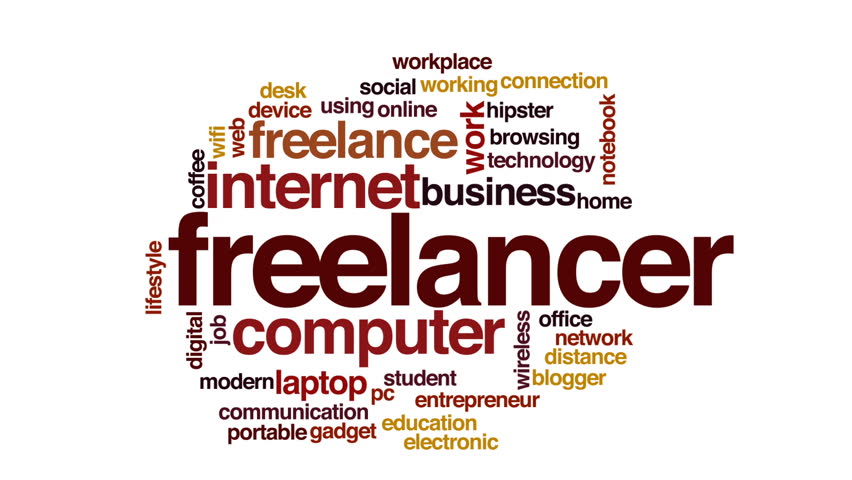 workplace
desk social working connection
device using online work hipster notebook
wifi web freelance browsing
technology
coffee internet business home
lifestyle freelancer
digital job computer wireless office
network
distance
modern laptop pc student blogger
communication entrepreneur
portable gadget education
electronic